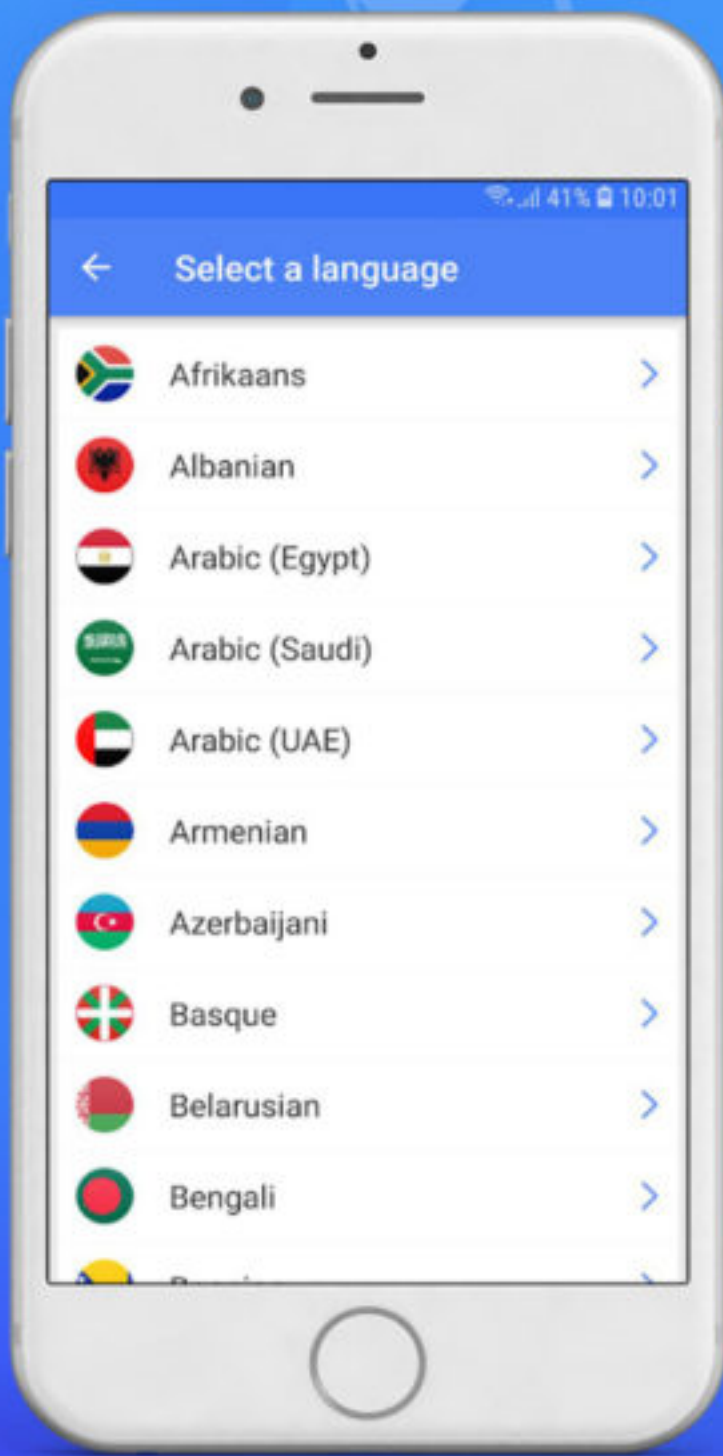 41% 10:01
Select a language
Afrikaans
Albanian
Arabic (Egypt)
Arabic (Saudi)
Arabic (UAE)
Armenian
Azerbaijani
Basque
Belarusian
Bengali